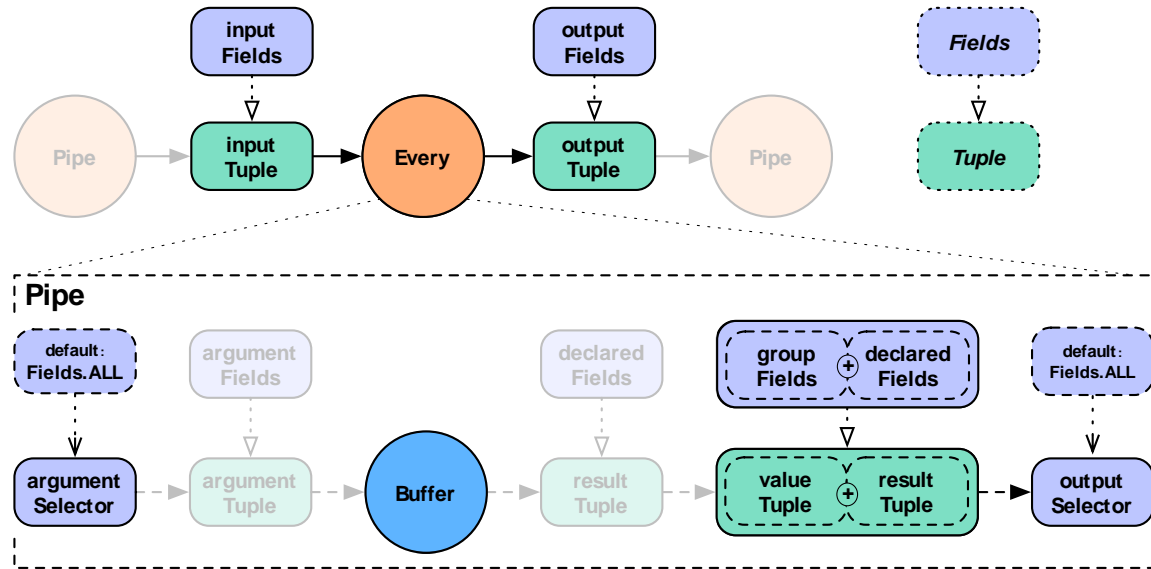 input
Fields
output
Fields
Fields
Pipe
input
Tuple
Every
output
Tuple
Pipe
Tuple
Pipe
default:
Fields.ALL
argument
Fields
declared
Fields
group
Fields
+
declared
Fields
default:
Fields.ALL
argument
Selector
argument
Tuple
Buffer
result
Tuple
value
Tuple
+
result
Tuple
output
Selector